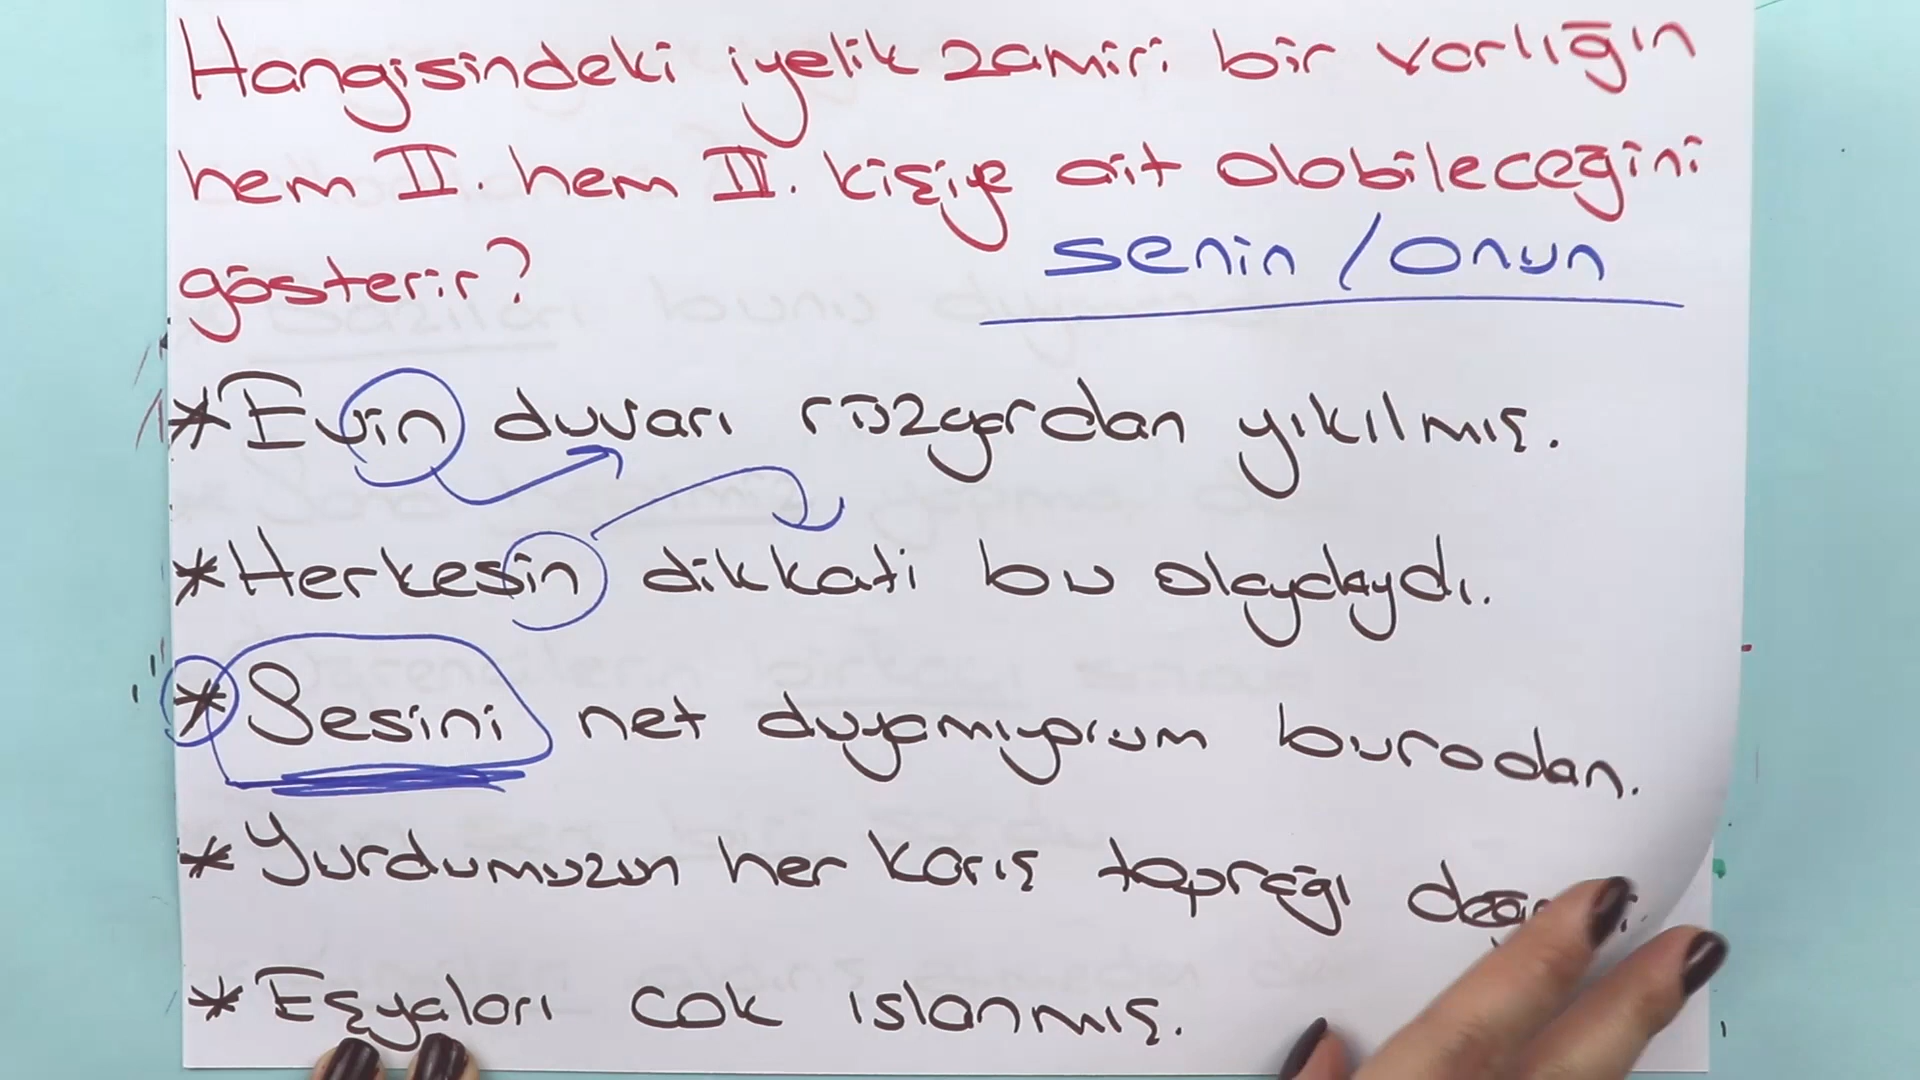 Hangisindeki iyelik zamiri bir varlığın
hem II. hem III. kişiye ait olabileceğini
gösterir?
senin / onun
* Evin duvarı rüzgardan yıkılmış.
* Herkesin dikkati bu olaydaydı.
* Sesini net duyamıyorum buradan.
* Yurdumuzun her karış toprağı
* Eşyaları çok ıslanmış.